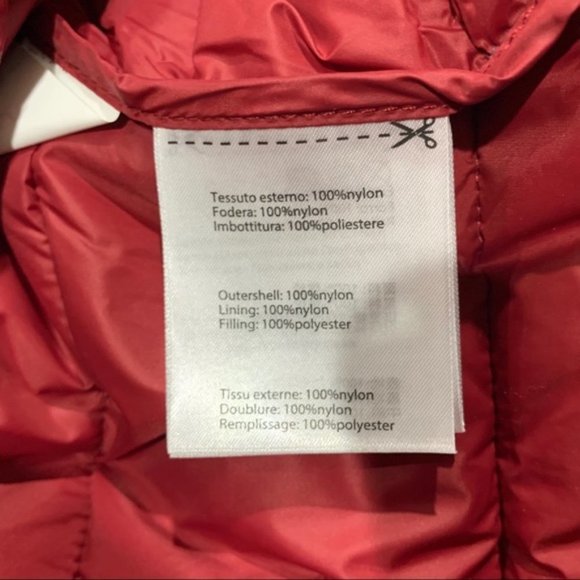 Tessuto esterno: 100%nylon
Fodera: 100%nylon
Imbottitura: 100%poliestere
Outershell: 100%nylon
Lining: 100%nylon
Filling: 100%polyester
Tissu externe: 100%nylon
Doublure: 100%nylon
Remplissage: 100%polyester